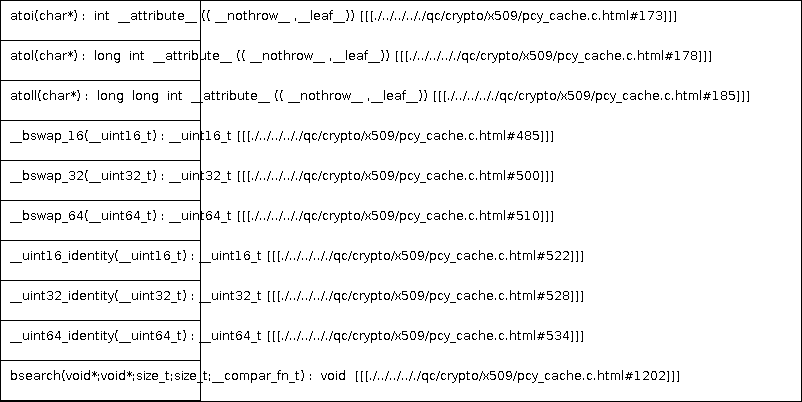 atoi(char*) : int __attribute__ (( __nothrow__ ,__leaf__)) [[[./../../../../qc/crypto/x509/pcy_cache.c.html#173]]]
atol(char*) : long int __attribute__ (( __nothrow__ ,__leaf__)) [[[./../../../../qc/crypto/x509/pcy_cache.c.html#178]]]
atoll(char*) : long long int __attribute__ (( __nothrow__ ,__leaf__)) [[[./../../../../qc/crypto/x509/pcy_cache.c.html#185]]]
__bswap_16(__uint16_t) : __uint16_t [[[./../../../../qc/crypto/x509/pcy_cache.c.html#485]]]
__bswap_32(__uint32_t) : __uint32_t [[[./../../../../qc/crypto/x509/pcy_cache.c.html#500]]]
__bswap_64(__uint64_t) : __uint64_t [[[./../../../../qc/crypto/x509/pcy_cache.c.html#510]]]
__uint16_identity(__uint16_t) : __uint16_t [[[./../../../../qc/crypto/x509/pcy_cache.c.html#522]]]
__uint32_identity(__uint32_t) : __uint32_t [[[./../../../../qc/crypto/x509/pcy_cache.c.html#528]]]
__uint64_identity(__uint64_t) : __uint64_t [[[./../../../../qc/crypto/x509/pcy_cache.c.html#534]]]
bsearch(void*;void*;size_t;size_t;__compar_fn_t) : void [[[./../../../../qc/crypto/x509/pcy_cache.c.html#1202]]]